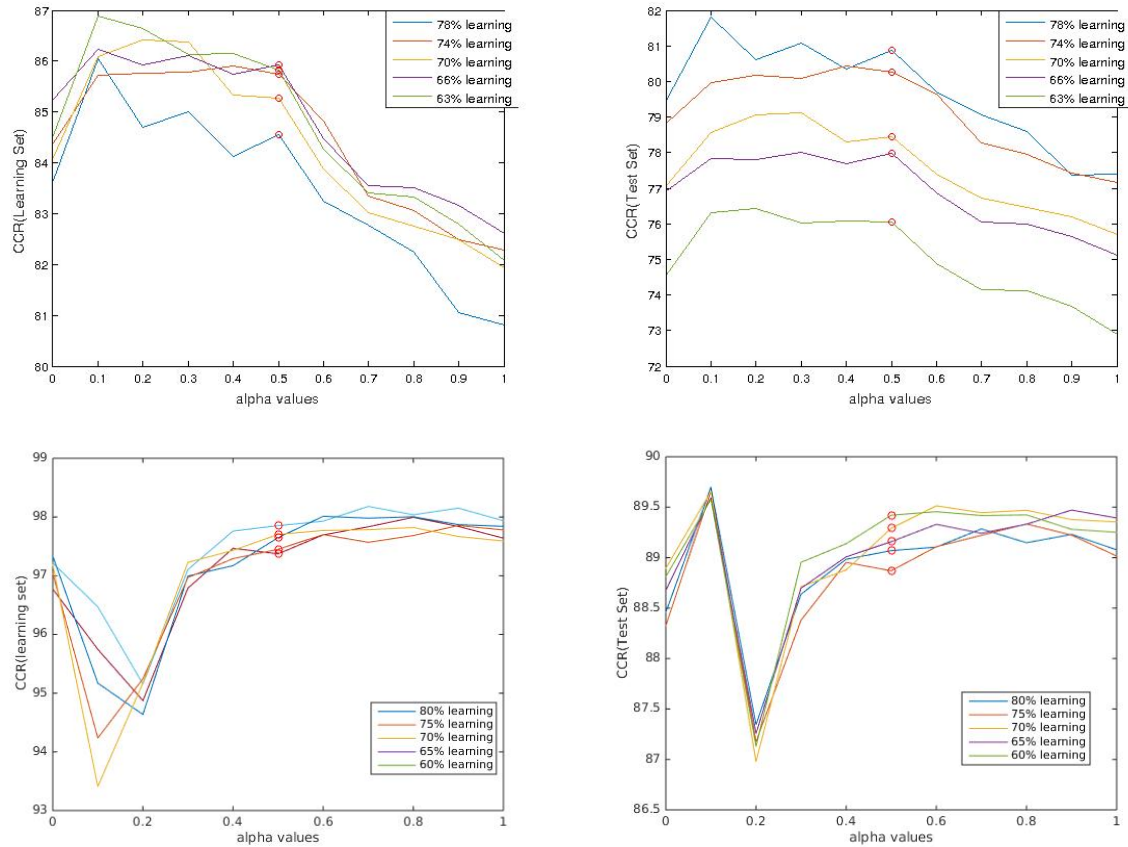 87
86
85
84
83
82
81
80
CCR(Learning Set)
0 0.1 0.2 0.3 0.4 0.5 0.6 0.7 0.8 0.9 1
alpha values
78% learning
74% learning
70% learning
66% learning
63% learning
82
81
80
79
78
77
76
75
74
73
72
CCR(Test Set)
0 0.1 0.2 0.3 0.4 0.5 0.6 0.7 0.8 0.9 1
alpha values
78% learning
74% learning
70% learning
66% learning
63% learning
99
98
97
96
95
94
93
CCR(learning set)
0 0.2 0.4 0.6 0.8 1
alpha values
80% learning
75% learning
70% learning
65% learning
60% learning
90
89.5
89
88.5
88
87.5
87
86.5
CCR(Test Set)
0 0.2 0.4 0.6 0.8 1
alpha values
80% learning
75% learning
70% learning
65% learning
60% learning